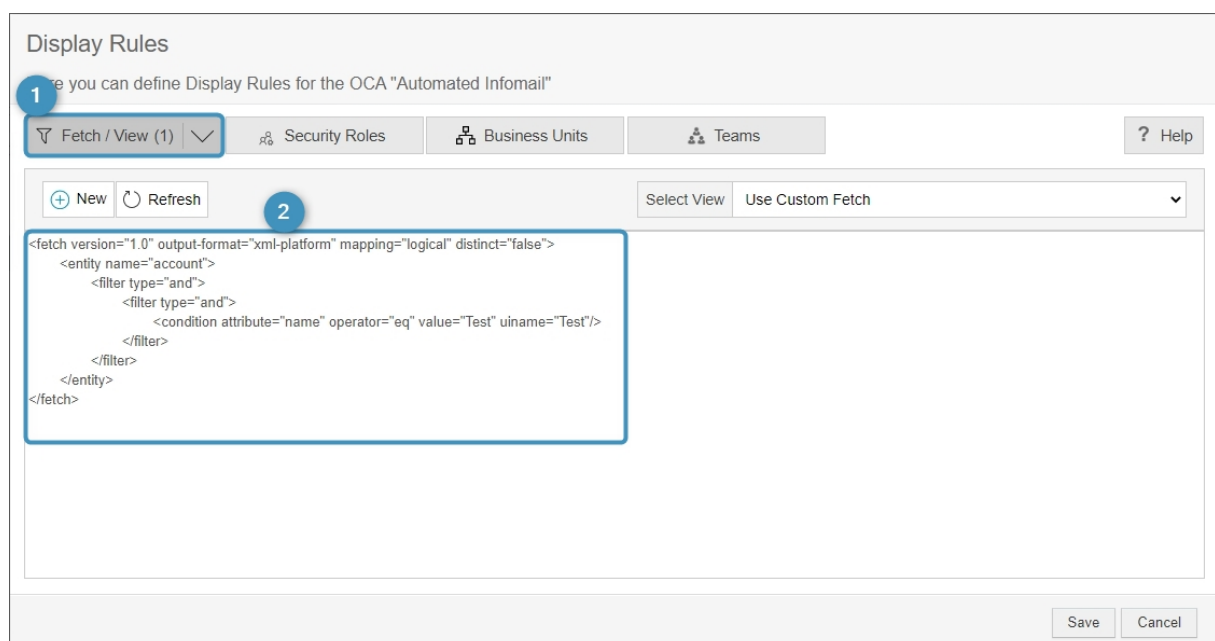 Display Rules
re you can define Display Rules for the OCA "Automated Infomail"
1
Fetch / View (1)
Security Roles
Business Units
Teams
? Help
New
Refresh
2
Select View
Use Custom Fetch
<fetch version="1.0" output-format="xml-platform" mapping="logical" distinct="false">
<entity name="account">
<filter type="and">
<filter type="and">
<condition attribute="name" operator="eq" value="Test" uiname="Test"/>
</filter>
</filter>
</entity>
</fetch>
Save
Cancel